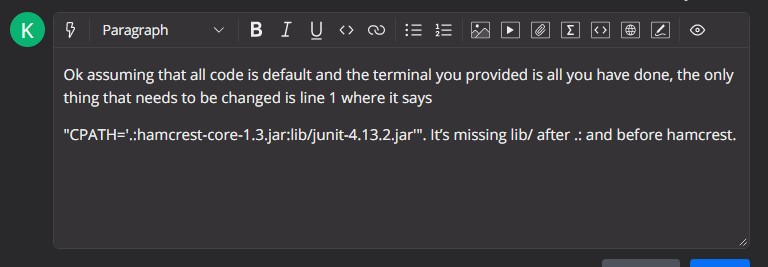 K
Paragraph
B I U <> Σ <>
Ok assuming that all code is default and the terminal you provided is all you have done, the only
thing that needs to be changed is line 1 where it says
"CPATH='.:hamcrest-core-1.3.jar:lib/junit-4.13.2.jar'". It’s missing lib/ after .: and before hamcrest.